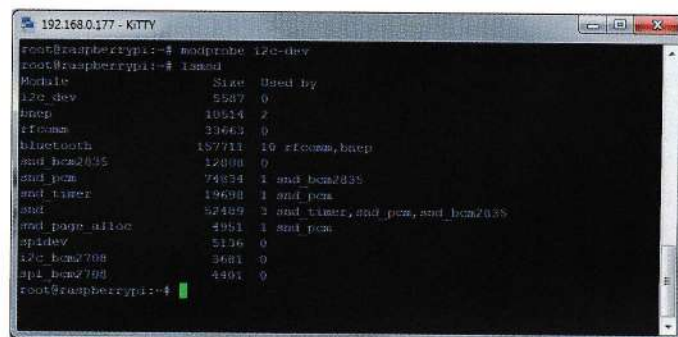 192.168.0.177 - KiTTY
root@raspberrypi:~# modprobe i2c-dev
root@raspberrypi:~# lsmod
Module Size Used by
i2c_dev 5587 0
bnep 10514 2
rfcomm 33663 0
bluetooth 157711 10 rfcomm,bnep
snd_bcm2835 12808 0
snd_pcm 74834 1 snd_bcm2835
snd_timer 19698 1 snd_pcm
snd 52489 3 snd_timer,snd_pcm,snd_bcm2835
snd_page_alloc 4951 1 snd_pcm
spidev 5136 0
i2c_bcm2708 3681 0
spi_bcm2708 4401 0
root@raspberrypi:~#